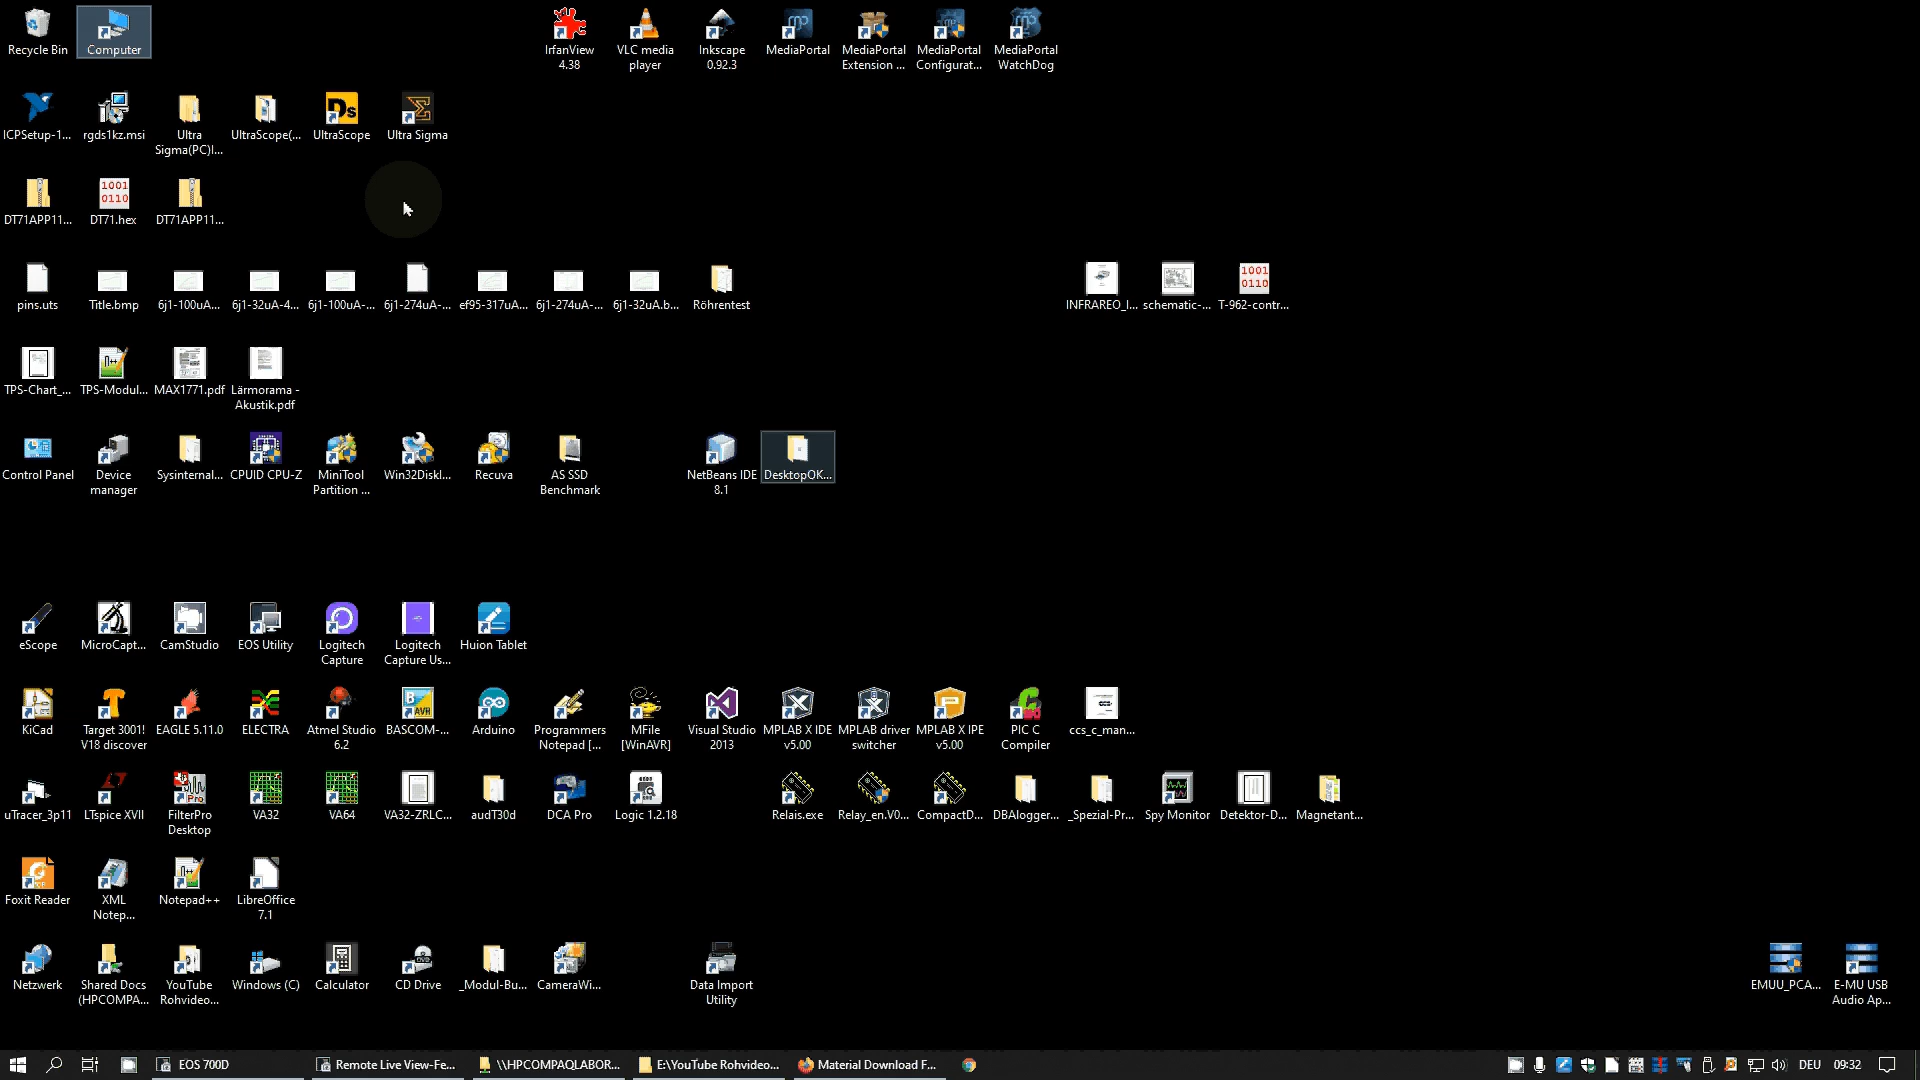 Recycle Bin
Computer
IrfanView
4.38
VLC media
player
Inkscape
0.92.3
MediaPortal
MediaPortal
Extension ...
MediaPortal
Configurat...
MediaPortal
WatchDog
ICPSetup-1...
rgds1kz.msi
Ultra
Sigma(PC)I...
UltraScope(...
UltraScope
Ultra Sigma
DT71APP11...
DT71.hex
DT71APP11...
pins.uts
Title.bmp
6j1-100uA...
6j1-32uA-4...
6j1-100uA-...
6j1-274uA-...
ef95-317uA...
6j1-274uA-...
6j1-32uA.b...
Röhrentest
INFRAREO_I...
schematic-...
T-962-contr...
TPS-Chart_...
TPS-Modul...
MAX1771.pdf
Lärmorama -
Akustik.pdf
Control Panel
Device
manager
Sysinternal...
CPUID CPU-Z
MiniTool
Partition ...
Win32DiskI...
Recuva
AS SSD
Benchmark
NetBeans IDE
8.1
DesktopOK...
eScope
MicroCapt...
CamStudio
EOS Utility
Logitech
Capture
Logitech
Capture Us...
Huion Tablet
KiCad
Target 3001!
V18 discover
EAGLE 5.11.0
ELECTRA
Atmel Studio
6.2
BASCOM-...
Arduino
Programmers
Notepad [...
MFile
[WinAVR]
Visual Studio
2013
MPLAB X IDE
v5.00
MPLAB driver
switcher
MPLAB X IPE
v5.00
PIC C
Compiler
ccs_c_man...
uTracer_3p11
LTspice XVII
FilterPro
Desktop
VA32
VA64
VA32-ZRLC...
audT30d
DCA Pro
Logic 1.2.18
Relais.exe
Relay_en.V0...
CompactD...
DBAlogger...
_Spezial-Pr...
Spy Monitor
Detektor-D...
Magnetant...
Foxit Reader
XML
Notep...
Notepad++
LibreOffice
7.1
Netzwerk
Shared Docs
(HPCOMPA...
YouTube
Rohvideo...
Windows (C)
Calculator
CD Drive
_Modul-Bu...
CameraWi...
Data Import
Utility
EMUU_PCA...
E-MU USB
Audio Ap...
EOS 700D
Remote Live View-Fe...
\\HPCOMPAQLABOR...
E:\YouTube Rohvideo...
Material Download F...
DEU
09:32